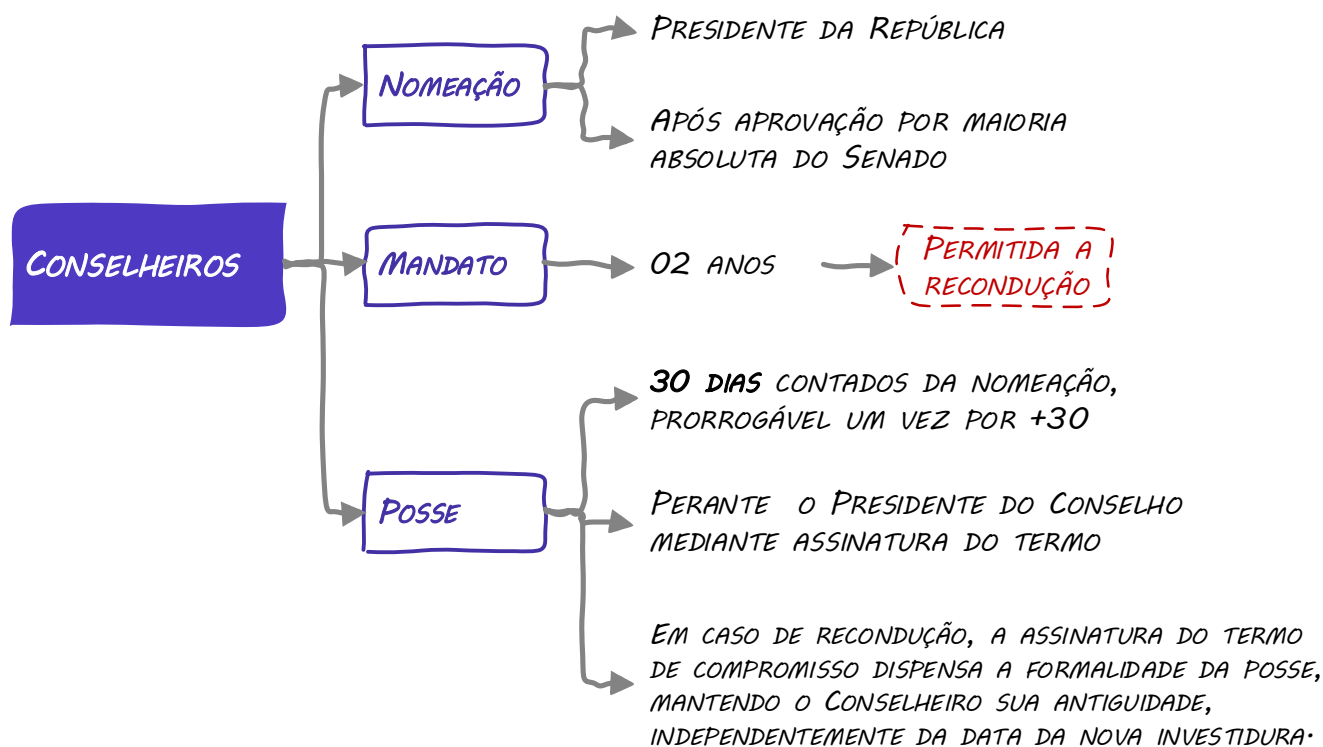 Conselheiros
Nomeação
Presidente da República
Após aprovação por maioria
absoluta do Senado
Mandato
02 anos
Permitida a
recondução
Posse
30 dias contados da nomeação,
prorrogável um vez por +30
Perante o Presidente do Conselho
mediante assinatura do termo
Em caso de recondução, a assinatura do termo
de compromisso dispensa a formalidade da posse,
mantendo o Conselheiro sua antiguidade,
independentemente da data da nova investidura.